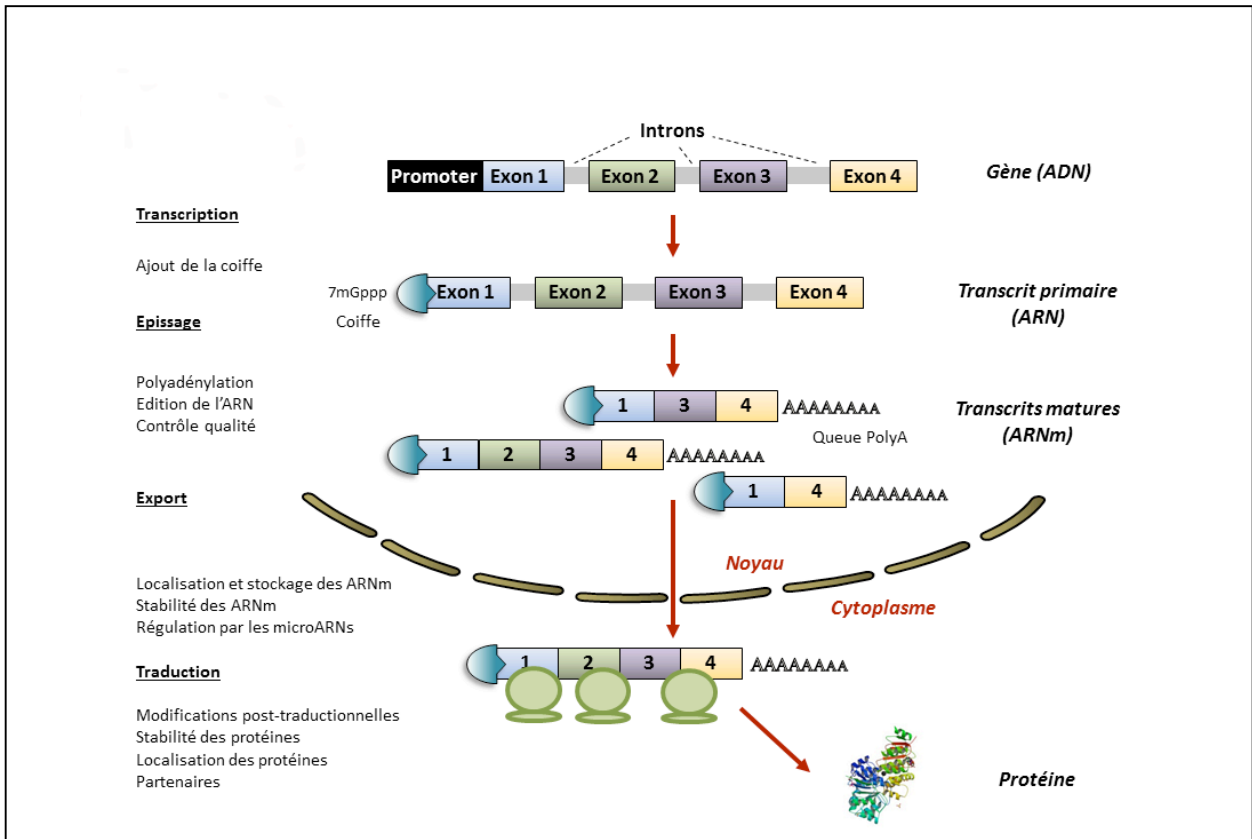 Introns
Promoter Exon 1 Exon 2 Exon 3 Exon 4
Gène (ADN)
Transcription
Ajout de la coiffe
7mGppp
Exon 1 Exon 2 Exon 3 Exon 4
Coiffe
Transcrit primaire
(ARN)
Epissage
Polyadénylation
Edition de l'ARN
Contrôle qualité
1 3 4 AAAAAAAA
Queue PolyA
Transcrits matures
(ARNm)
1 2 3 4 AAAAAAAA
1 4 AAAAAAAA
Export
Noyau
Cytoplasme
Localisation et stockage des ARNm
Stabilité des ARNm
Régulation par les microARNs
1 2 3 4 AAAAAAAA
Traduction
Modifications post-traductionnelles
Stabilité des protéines
Localisation des protéines
Partenaires
Protéine